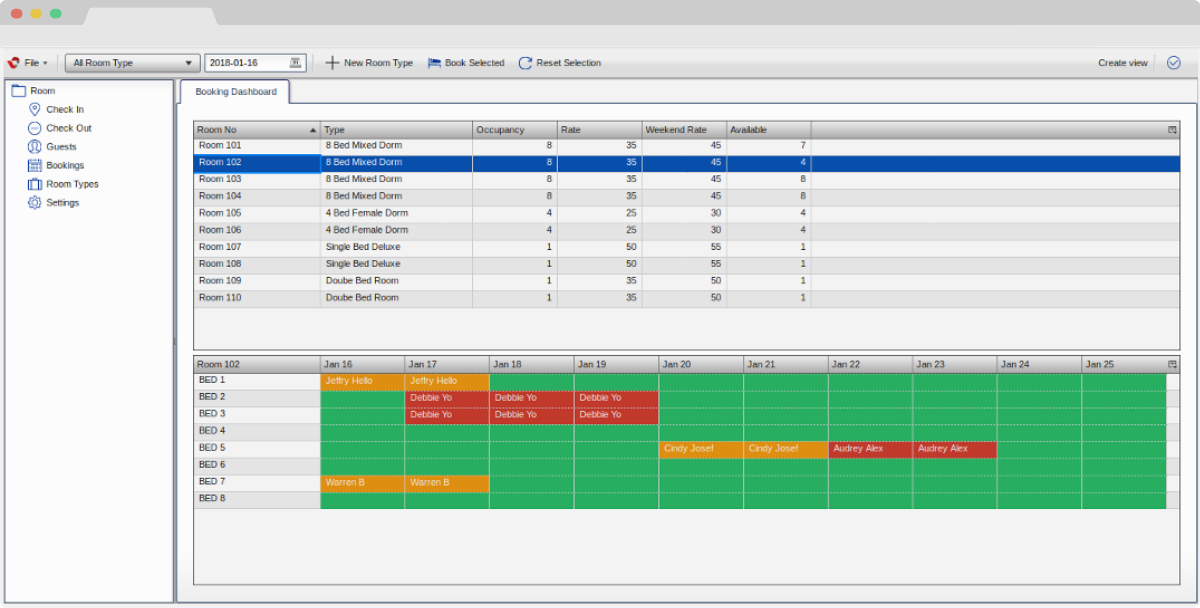 File All Room Type 2018-01-16 New Room Type Book Selected Reset Selection Create view
Room
Check In
Check Out
Guests
Bookings
Room Types
Settings
Booking Dashboard
Room No Type Occupancy Rate Weekend Rate Available
Room 101 8 Bed Mixed Dorm 8 35 45 7
Room 102 8 Bed Mixed Dorm 8 35 45 4
Room 103 8 Bed Mixed Dorm 8 35 45 8
Room 104 8 Bed Mixed Dorm 8 35 45 8
Room 105 4 Bed Female Dorm 4 25 30 4
Room 106 4 Bed Female Dorm 4 25 30 4
Room 107 Single Bed Deluxe 1 50 55 1
Room 108 Single Bed Deluxe 1 50 55 1
Room 109 Doube Bed Room 1 35 50 1
Room 110 Doube Bed Room 1 35 50 1
Room 102 Jan 16 Jan 17 Jan 18 Jan 19 Jan 20 Jan 21 Jan 22 Jan 23 Jan 24 Jan 25
BED 1 Jeffry Hello Jeffry Hello
BED 2 Debbie Yo Debbie Yo Debbie Yo
BED 3 Debbie Yo Debbie Yo Debbie Yo
BED 4
BED 5 Cindy Josef Cindy Josef Audrey Alex Audrey Alex
BED 6
BED 7 Warren B Warren B
BED 8